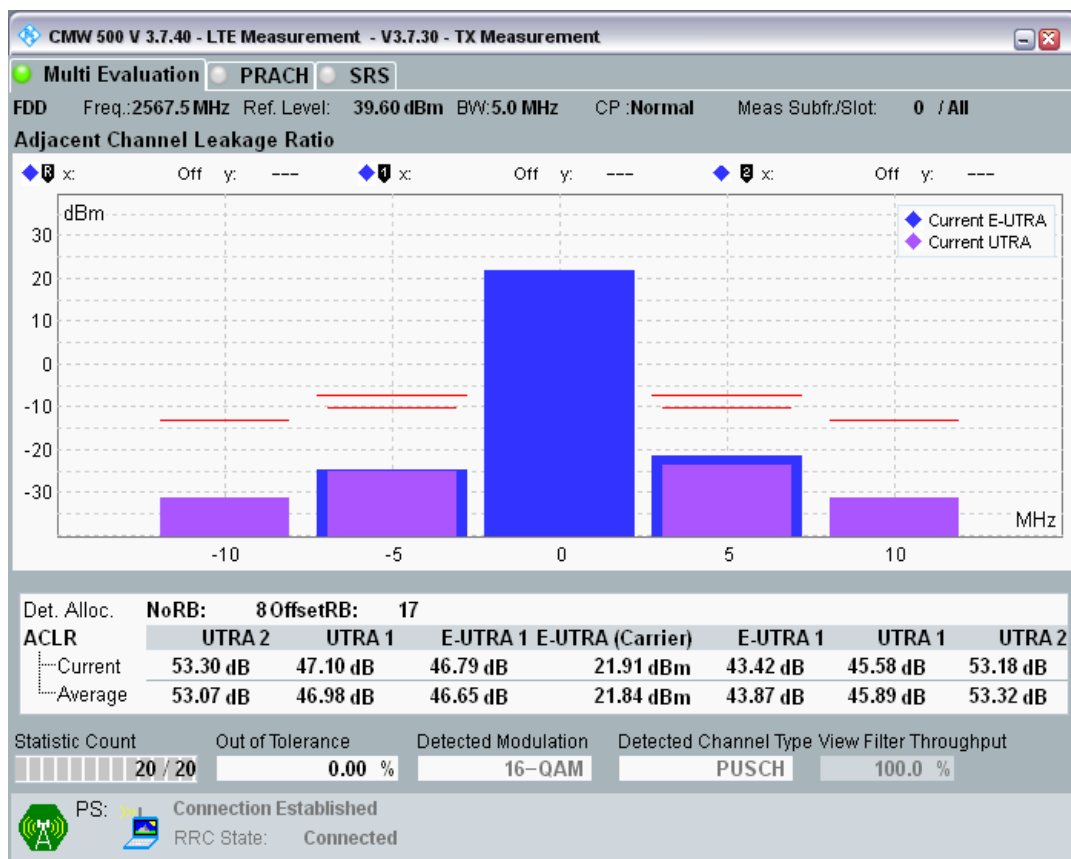 CMW 500 V 3.7.40 - LTE Measurement - V3.7.30 - TX Measurement
Multi Evaluation PRACH SRS
FDD Freq.:2567.5 MHz Ref. Level: 39.60 dBm BW:5.0 MHz CP :Normal Meas Subfr./Slot: 0 / All
Adjacent Channel Leakage Ratio
R x: Off y: --- 1 x: Off y: --- 2 x: Off y: ---
dBm
Current E-UTRA
Current UTRA
30
20
10
0
-10
-20
-30
MHz
-10 -5 0 5 10
Det. Alloc. NoRB: 8 OffsetRB: 17
ACLR UTRA 2 UTRA 1 E-UTRA 1 E-UTRA (Carrier) E-UTRA 1 UTRA 1 UTRA 2
Current 53.30 dB 47.10 dB 46.79 dB 21.91 dBm 43.42 dB 45.58 dB 53.18 dB
Average 53.07 dB 46.98 dB 46.65 dB 21.84 dBm 43.87 dB 45.89 dB 53.32 dB
Statistic Count Out of Tolerance Detected Modulation Detected Channel Type View Filter Throughput
20 / 20 0.00 % 16-QAM PUSCH 100.0 %
PS: Connection Established
RRC State: Connected